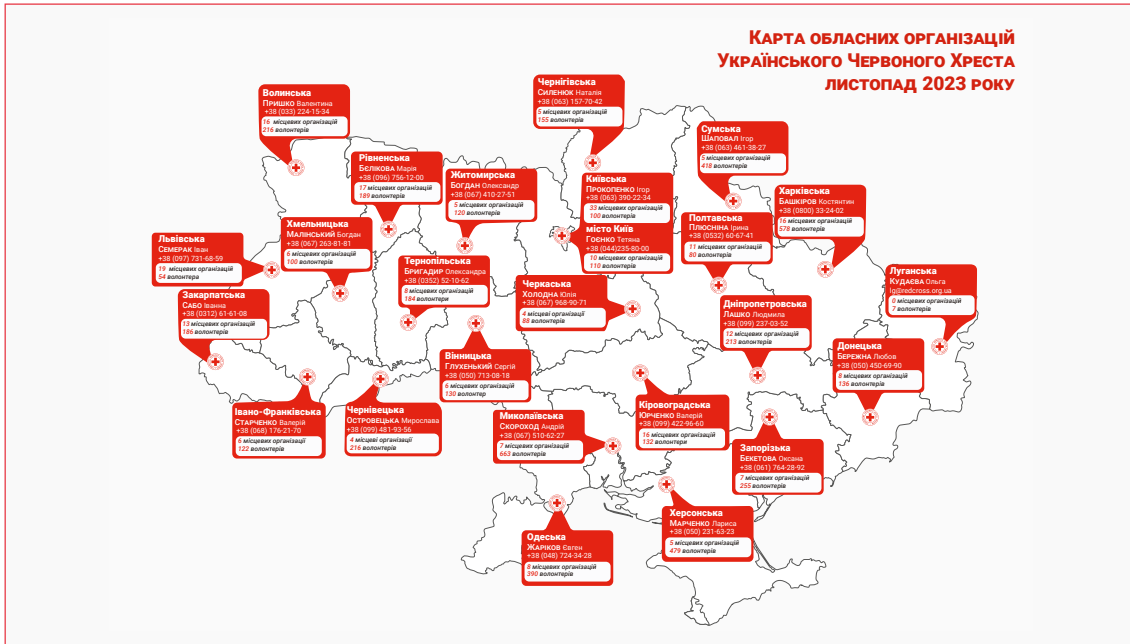 КАРТА ОБЛАСНИХ ОРГАНІЗАЦІЙ
УКРАЇНСЬКОГО ЧЕРВОНОГО ХРЕСТА
ЛИСТОПАД 2023 РОКУ
Чернігівська
СИЛЕНЮК Наталія
+38 (063) 157-70-42
5 місцевих організацій
155 волонтерів
Волинська
ПРИШКО Валентина
+38 (033) 224-15-34
16 місцевих організацій
216 волонтерів
Сумська
ШАПОВАЛ Ігор
+38 (063) 461-38-27
5 місцевих організацій
418 волонтерів
Рівненська
БЄЛІКОВА Марія
+38 (096) 756-12-00
17 місцевих організацій
189 волонтерів
Житомирська
БОГДАН Олександр
+38 (067) 410-27-51
5 місцевих організацій
120 волонтерів
Київська
ПРОКОПЕНКО Ігор
+38 (063) 390-22-34
33 місцевих організацій
100 волонтерів
місто Київ
ГОЄНКО Тетяна
+38 (044)235-80-00
10 місцевих організацій
110 волонтерів
Харківська
БАШКІРОВ Костянтин
+38 (0800) 33-24-02
16 місцевих організацій
578 волонтерів
Полтавська
ПЛЮСНІНА Ірина
+38 (0532) 60-67-41
11 місцевих організацій
80 волонтерів
Хмельницька
МАЛІНСЬКИЙ Богдан
+38 (067) 263-81-81
6 місцевих організацій
100 волонтерів
Львівська
СЕМЕРАК Іван
+38 (097) 731-68-59
19 місцевих організацій
54 волонтера
Тернопільська
БРИГАДИР Олександра
+38 (0352) 52-10-62
8 місцевих організацій
184 волонтери
Черкаська
ХОЛОДНА Юлія
+38 (067) 968-90-71
4 місцеві організації
88 волонтерів
Луганська
КУДАЄВА Ольга
lg@redcross.org.ua
0 місцевих організацій
7 волонтерів
Закарпатська
САБО Іванна
+38 (0312) 61-61-08
13 місцевих організацій
186 волонтерів
Дніпропетровська
ЛАШКО Людмила
+38 (099) 237-03-52
12 місцевих організацій
213 волонтерів
Донецька
БЕРЕЖНА Любов
+38 (050) 450-69-90
8 місцевих організацій
136 волонтерів
Вінницька
ГЛУХЕНЬКИЙ Сергій
+38 (050) 713-08-18
6 місцевих організацій
130 волонтер
Івано-Франківська
СТАРЧЕНКО Валерій
+38 (068) 176-21-70
6 місцевих організації
122 волонтерів
Чернівецька
ОСТРОВЕЦЬКА Мирослава
+38 (099) 481-93-56
4 місцеві організації
216 волонтерів
Миколаївська
СКОРОХОД Андрій
+38 (067) 510-62-27
7 місцевих організацій
663 волонтерів
Кіровоградська
ЮРЧЕНКО Валерій
+38 (099) 422-96-60
16 місцевих організацій
132 волонтери
Запорізька
БЕКЕТОВА Оксана
+38 (061) 764-28-92
7 місцевих організацій
255 волонтерів
Херсонська
МАРЧЕНКО Лариса
+38 (050) 231-63-23
5 місцевих організацій
479 волонтерів
Одеська
ЖАРІКОВ Євген
+38 (048) 724-34-28
8 місцевих організацій
390 волонтерів